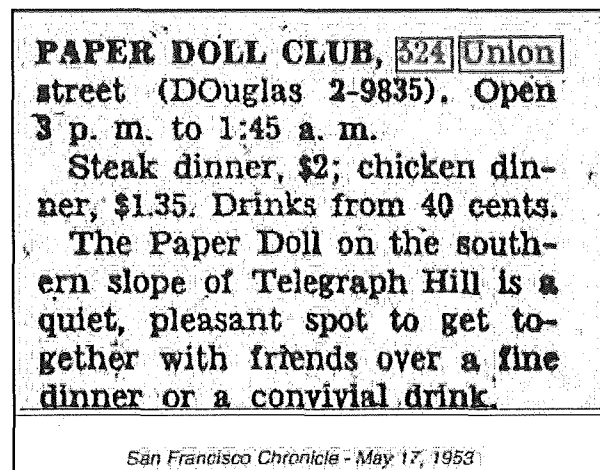 PAPER DOLL CLUB, 324 Union
street (DOuglas 2-9835). Open
3 p. m. to 1:45 a. m.
Steak dinner, $2; chicken din-
ner, $1.35. Drinks from 40 cents.
The Paper Doll on the south-
ern slope of Telegraph Hill is a
quiet, pleasant spot to get to-
gether with friends over a fine
dinner or a convivial drink.
San Francisco Chronicle - May 17, 1953